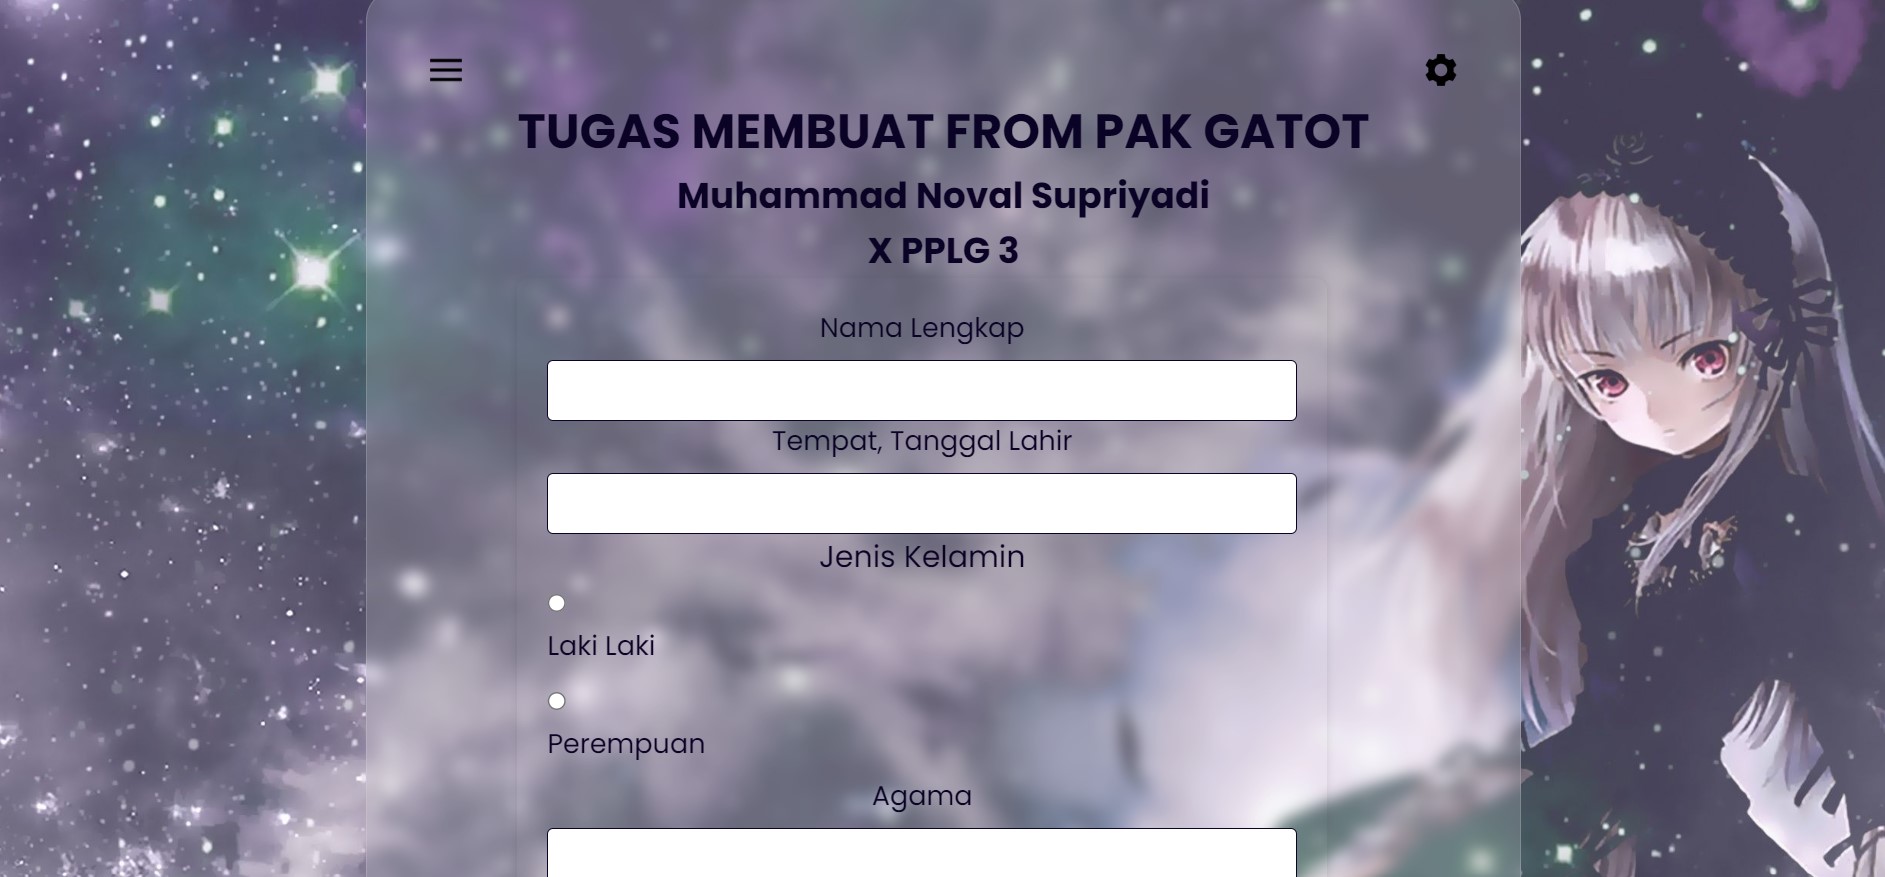 TUGAS MEMBUAT FROM PAK GATOT
Muhammad Noval Supriyadi
X PPLG 3
Nama Lengkap
Tempat, Tanggal Lahir
Jenis Kelamin
Laki Laki
Perempuan
Agama